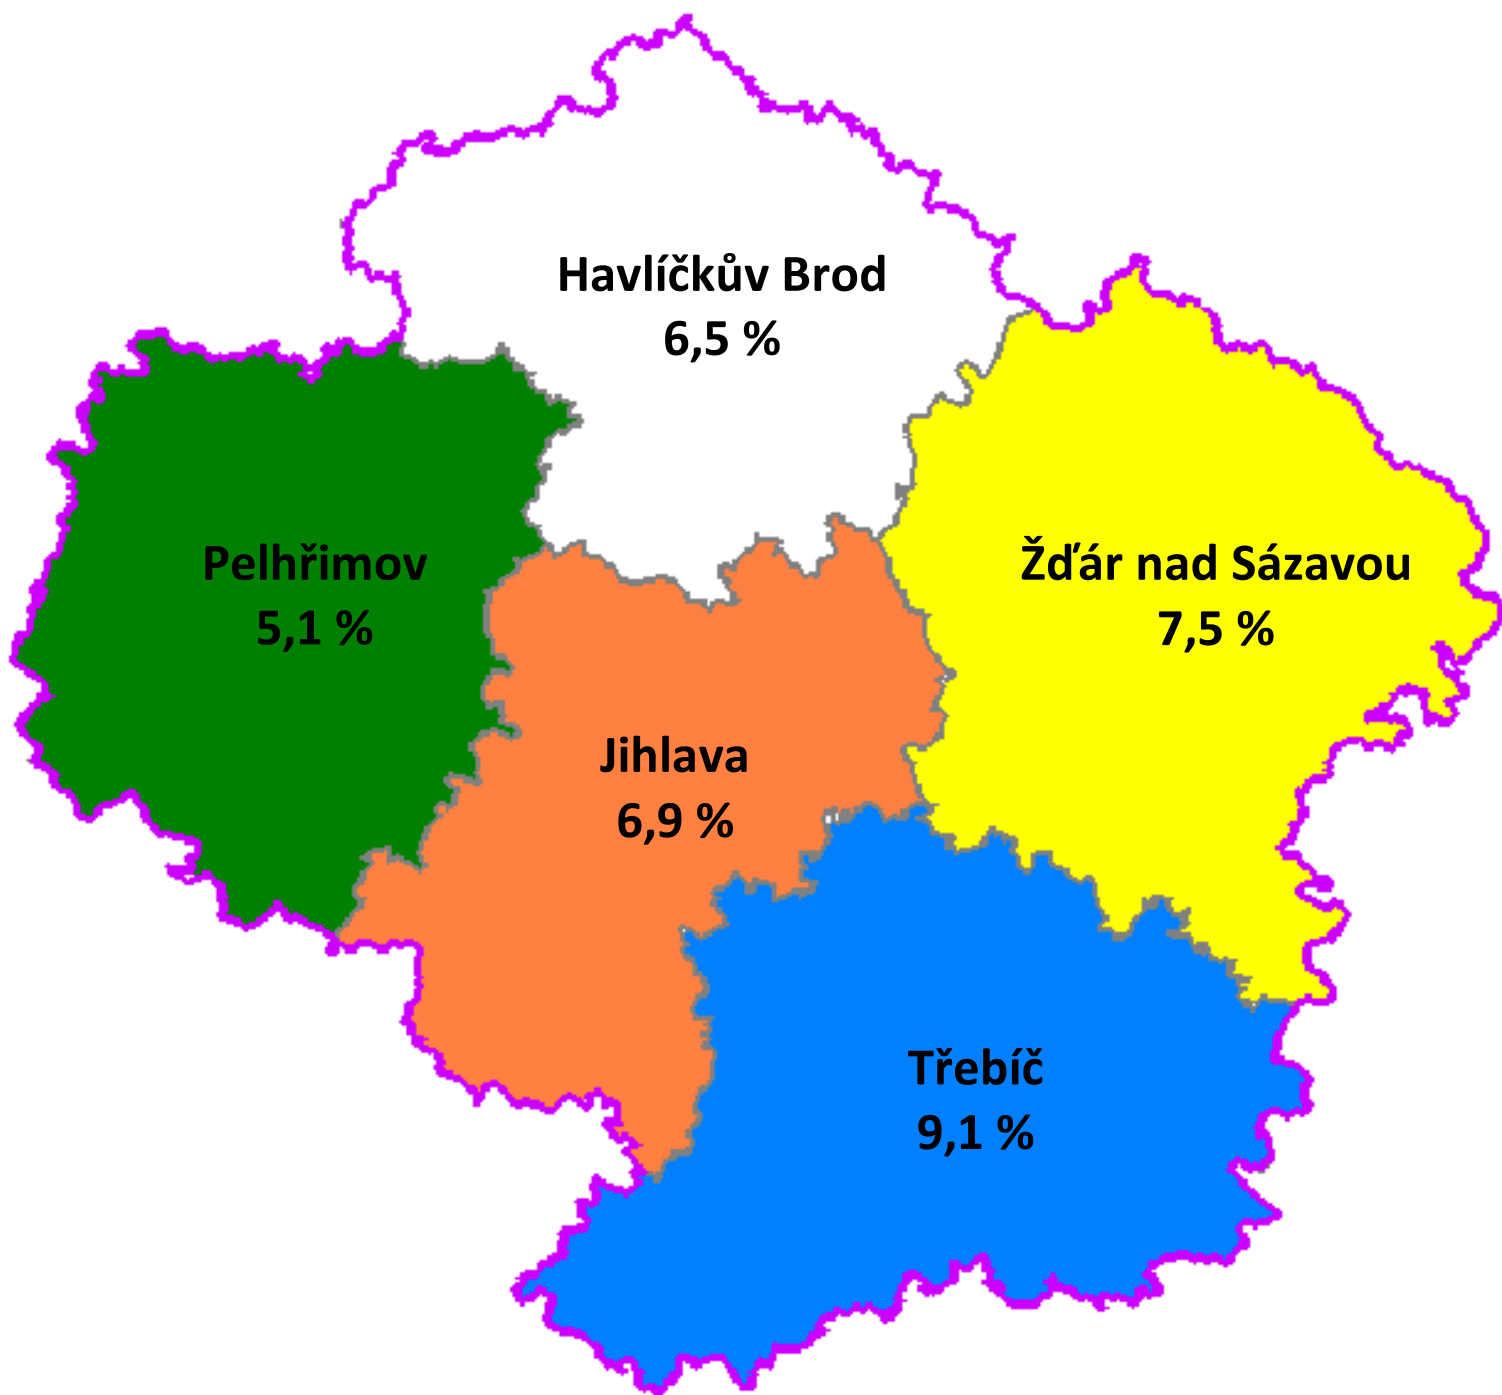 Havlíčkův Brod
6,5 %
Pelhřimov
5,1 %
Žďár nad Sázavou
7,5 %
Jihlava
6,9 %
Třebíč
9,1 %